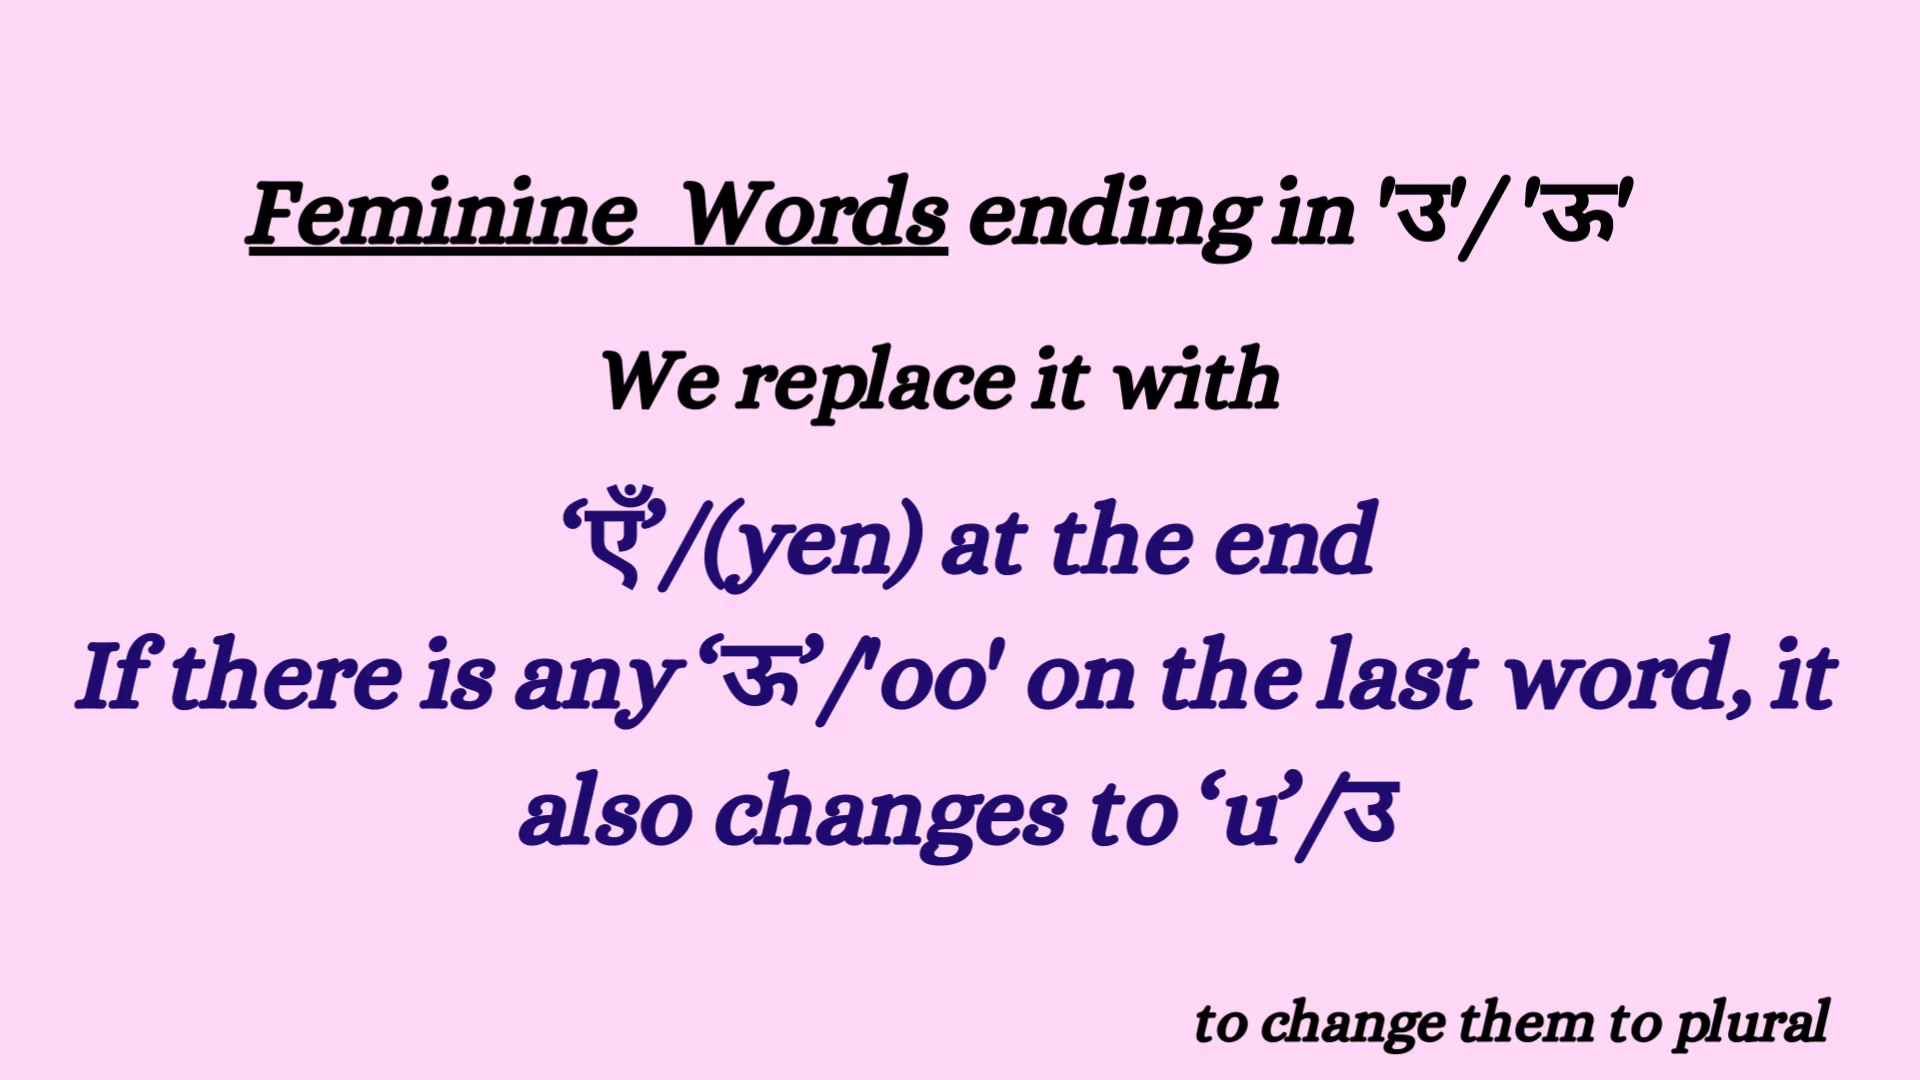 Feminine Words ending in 'उ'/ 'ऊ'
We replace it with
‘एँ’/(yen) at the end
If there is any ‘ऊ’/'oo' on the last word, it
also changes to ‘u’/उ
to change them to plural